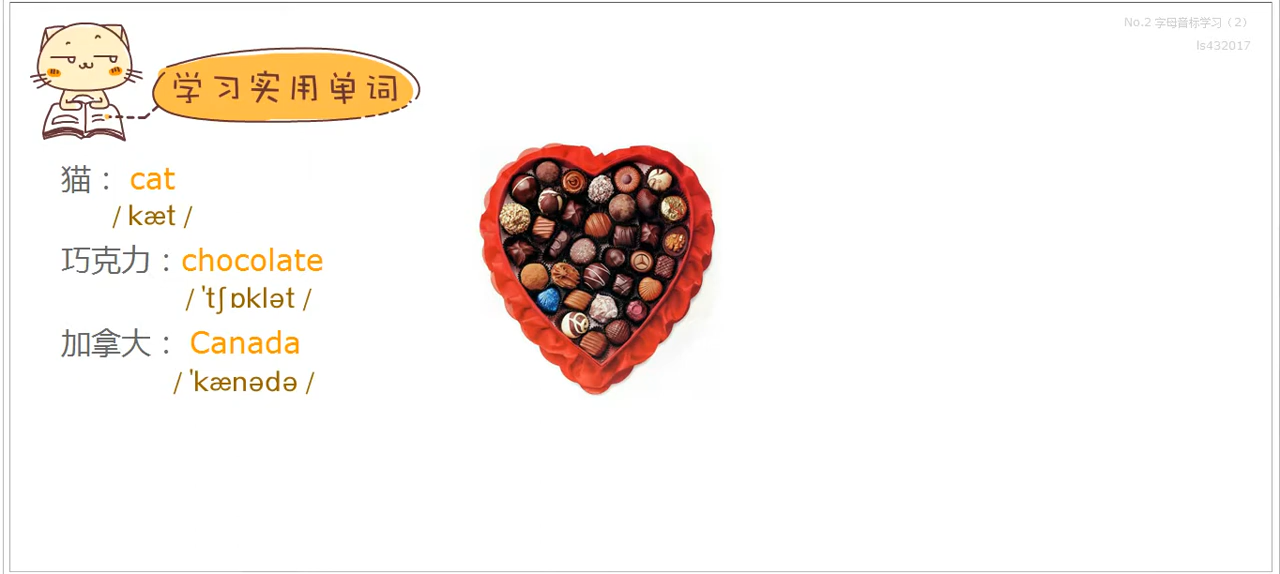 No.2 字母音标学习（2）
ls432017
学习实用单词
猫： cat
/ kæt /
巧克力：chocolate
/ ˈtʃɒklət /
加拿大： Canada
/ ˈkænədə /